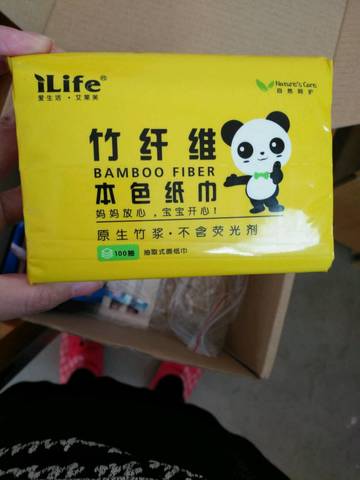 iLife®
爱生活·艾莱芙
Nature's Care
自然呵护
竹纤维
BAMBOO FIBER
本色纸巾
妈妈放心，宝宝开心！
原生竹浆·不含荧光剂
100抽
抽取式面纸巾